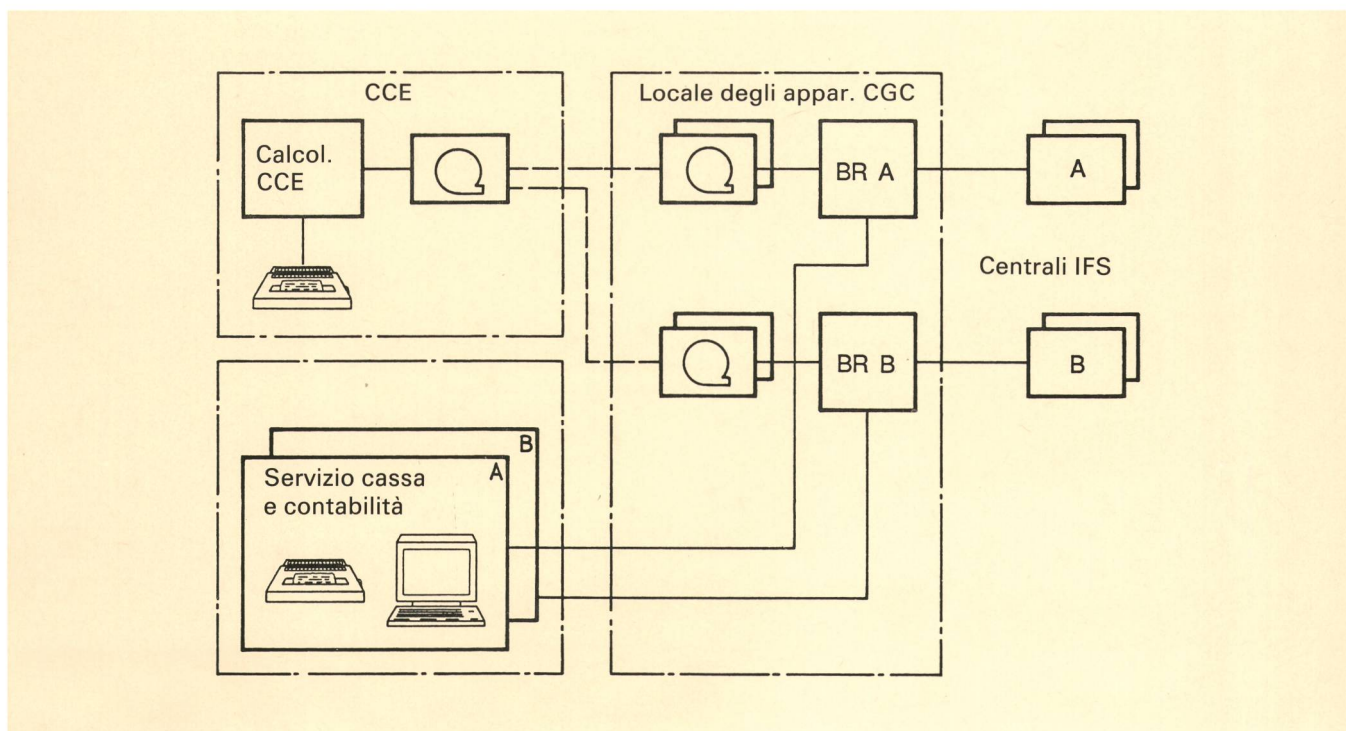 CCE
Calcol.
CCE
Locale degli appar. CGC
BR A
A
Centrali IFS
BR B
B
B
A
Servizio cassa
e contabilità